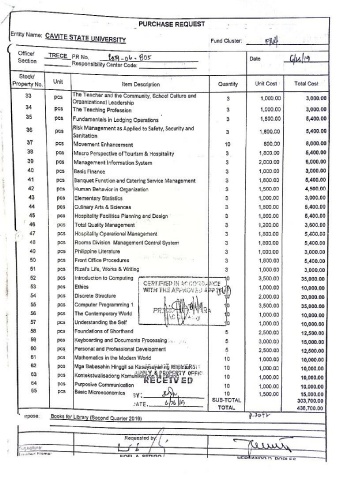 PURCHASE REQUEST
Entity Name: CAVITE STATE UNIVERSITY Fund Cluster:
Office/ Section TRECE PR No. Date
Responsibility Center Code:
Stock/ Property No. Unit Item Description Quantity Unit Cost Total Cost
33 pcs The Teacher and the Community, School Culture and Organizational Leadership 3 1,000.00 3,000.00
34 pcs The Teaching Profession 3 1,000.00 3,000.00
35 pcs Fundamentals in Lodging Operations 3 1,800.00 5,400.00
36 pcs Risk Management as Applied to Safety, Security and Sanitation 3 1,800.00 5,400.00
37 pcs Movement Enhancement 10 800.00 8,000.00
38 pcs Macro Perspective of Tourism & Hospitality 3 1,800.00 5,400.00
39 pcs Management Information System 3 2,000.00 6,000.00
40 pcs Basic Finance 3 1,000.00 3,000.00
41 pcs Banquet Function and Catering Service Management 3 1,800.00 5,400.00
42 pcs Human Behavior in Organization 3 1,500.00 4,500.00
43 pcs Elementary Statistics 3 1,000.00 3,000.00
44 pcs Culinary Arts & Sciences 3 1,800.00 5,400.00
45 pcs Hospitality Facilities Planning and Design 3 1,800.00 5,400.00
46 pcs Total Quality Management 3 1,200.00 3,600.00
47 pcs Hospitality Operational Management 3 1,800.00 5,400.00
48 pcs Rooms Division Management Control System 3 1,800.00 5,400.00
49 pcs Philippine Literature 3 1,000.00 3,000.00
50 pcs Front Office Procedures 3 1,800.00 5,400.00
51 pcs Rizal's Life, Works & Writing 3 1,000.00 3,000.00
52 pcs Introduction to Computing 10 3,500.00 35,000.00
53 pcs Ethics 10 1,000.00 10,000.00
54 pcs Discrete Structure 10 2,000.00 20,000.00
55 pcs Computer Programming 1 10 3,500.00 35,000.00
56 pcs The Contemporary World 10 1,000.00 10,000.00
57 pcs Understanding the Self 10 1,000.00 10,000.00
58 pcs Foundations of Shorthand 5 2,500.00 12,500.00
59 pcs Keyboarding and Documents Processing 5 2,000.00 10,000.00
60 pcs Personal and Professional Development 5 2,500.00 12,500.00
61 pcs Mathematics in the Modern World 10 1,000.00 10,000.00
62 pcs Mga Babasahin Hinggil sa 10 1,000.00 10,000.00
63 pcs Kontekstwalisadong 10 1,000.00 10,000.00
64 pcs Purposive Communication 10 1,000.00 10,000.00
65 pcs Basic Microeconomics 10 1,500.00 15,000.00
CERTIFIED IN ACCORDANCE
WITH THE APPROVED APP
SUPPLY & PROPERTY OFFICE
RECEIVED
BY:
DATE:
SUB-TOTAL 303,700.00
TOTAL 436,700.00
Purpose: Books for Library (Second Quarter 2019)
Requested by
Signature